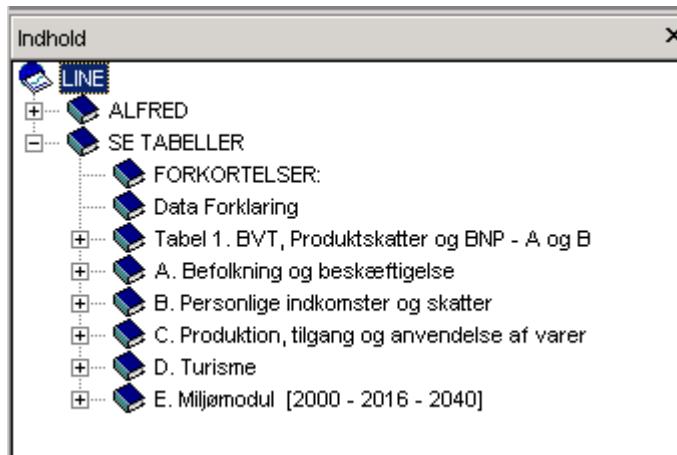 Indhold
LINE
ALFRED
SE TABELLER
FORKORTELSER:
Data Forklaring
Tabel 1. BVT, Produktskatter og BNP - A og B
A. Befolkning og beskæftigelse
B. Personlige indkomster og skatter
C. Produktion, tilgang og anvendelse af varer
D. Turisme
E. Miljømodul [2000 - 2016 - 2040]